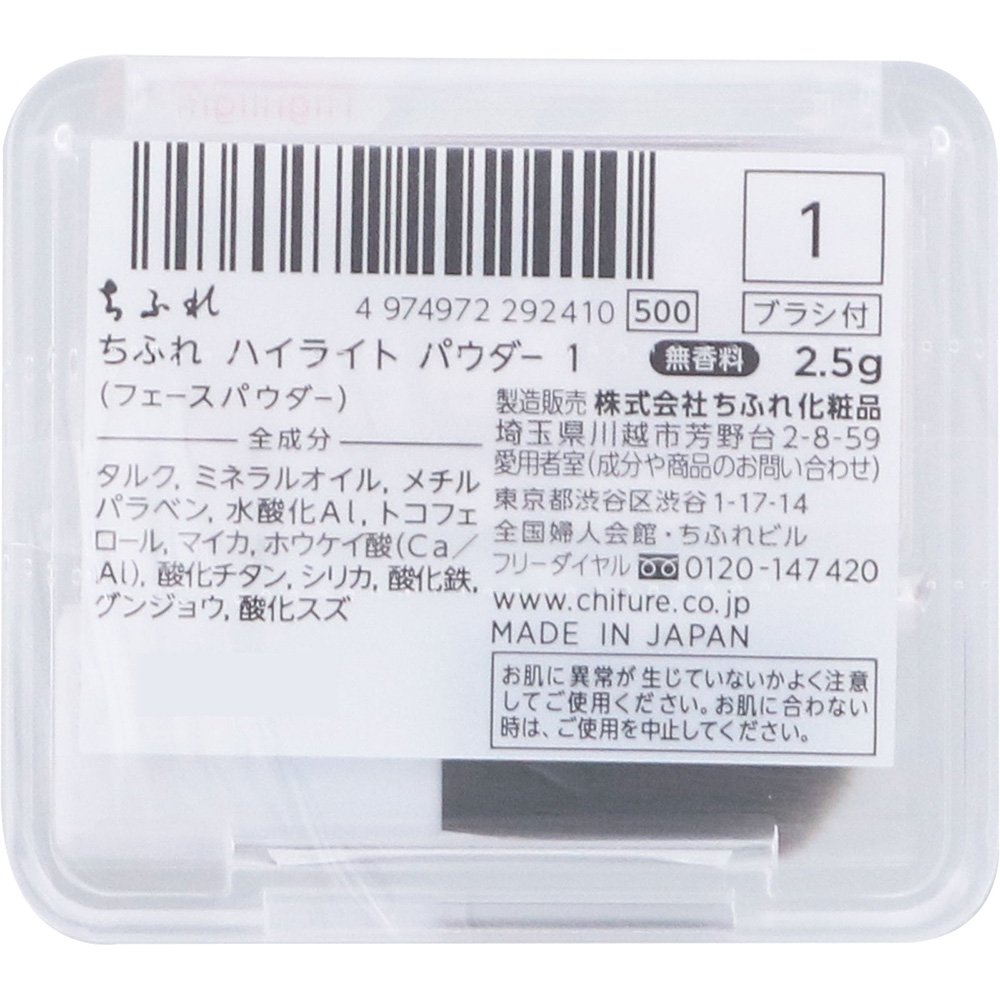 1
ちふれ
4 974972 292410 500
ブラシ付
ちふれ ハイライト パウダー 1
無香料 2.5g
(フェースパウダー)
全成分
タルク, ミネラルオイル, メチル
パラベン, 水酸化Al, トコフェ
ロール, マイカ, ホウケイ酸(Ca/
Al), 酸化チタン, シリカ, 酸化鉄,
グンジョウ, 酸化スズ
製造販売 株式会社ちふれ化粧品
埼玉県川越市芳野台2-8-59
愛用者室(成分や商品のお問い合わせ)
東京都渋谷区渋谷1-17-14
全国婦人会館・ちふれビル
フリーダイヤル 0120-147420
www.chifure.co.jp
MADE IN JAPAN
お肌に異常が生じていないかよく注意
してご使用ください。お肌に合わない
時は、ご使用を中止してください。